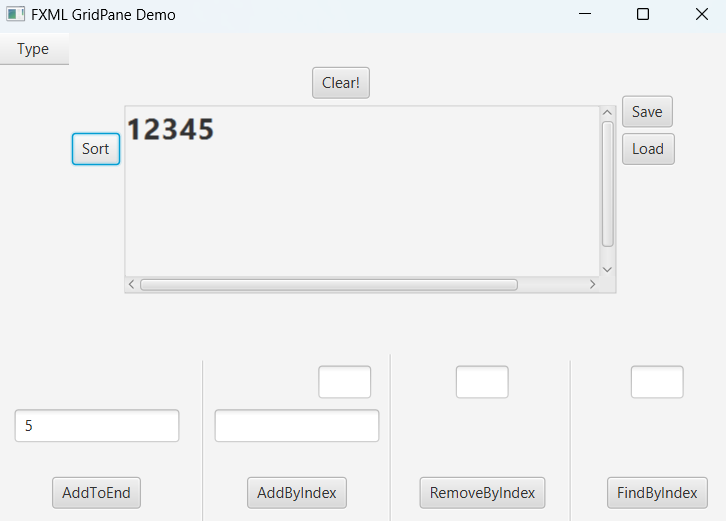 FXML GridPane Demo
Type
Clear!
Save
12345
Sort
Load
5
AddToEnd
AddByIndex
RemoveByIndex
FindByIndex